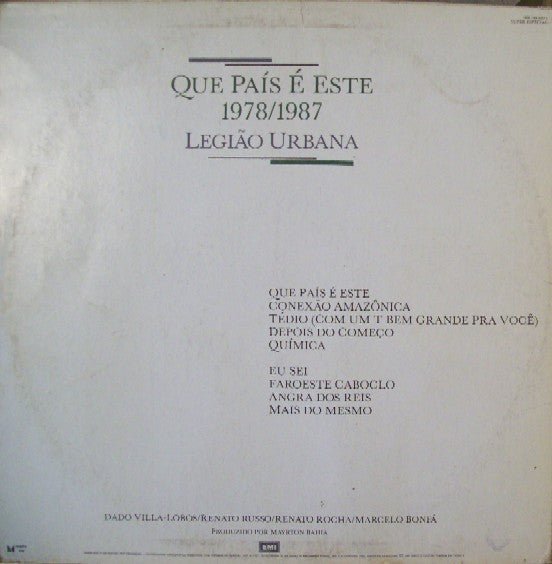 SUPER ESPECIAL
QUE PAÍS É ESTE
1978/1987
LEGIÃO URBANA
QUE PAÍS É ESTE
CONEXÃO AMAZÔNICA
TÉDIO (COM UM T BEM GRANDE PRA VOCÊ)
DEPOIS DO COMEÇO
QUÍMICA
EU SEI
FAROESTE CABOCLO
ANGRA DOS REIS
MAIS DO MESMO
DADO VILLA-LOBOS/RENATO RUSSO/RENATO ROCHA/MARCELO BONFÁ
PRODUZIDO POR MAYRTON BAHIA
EMI